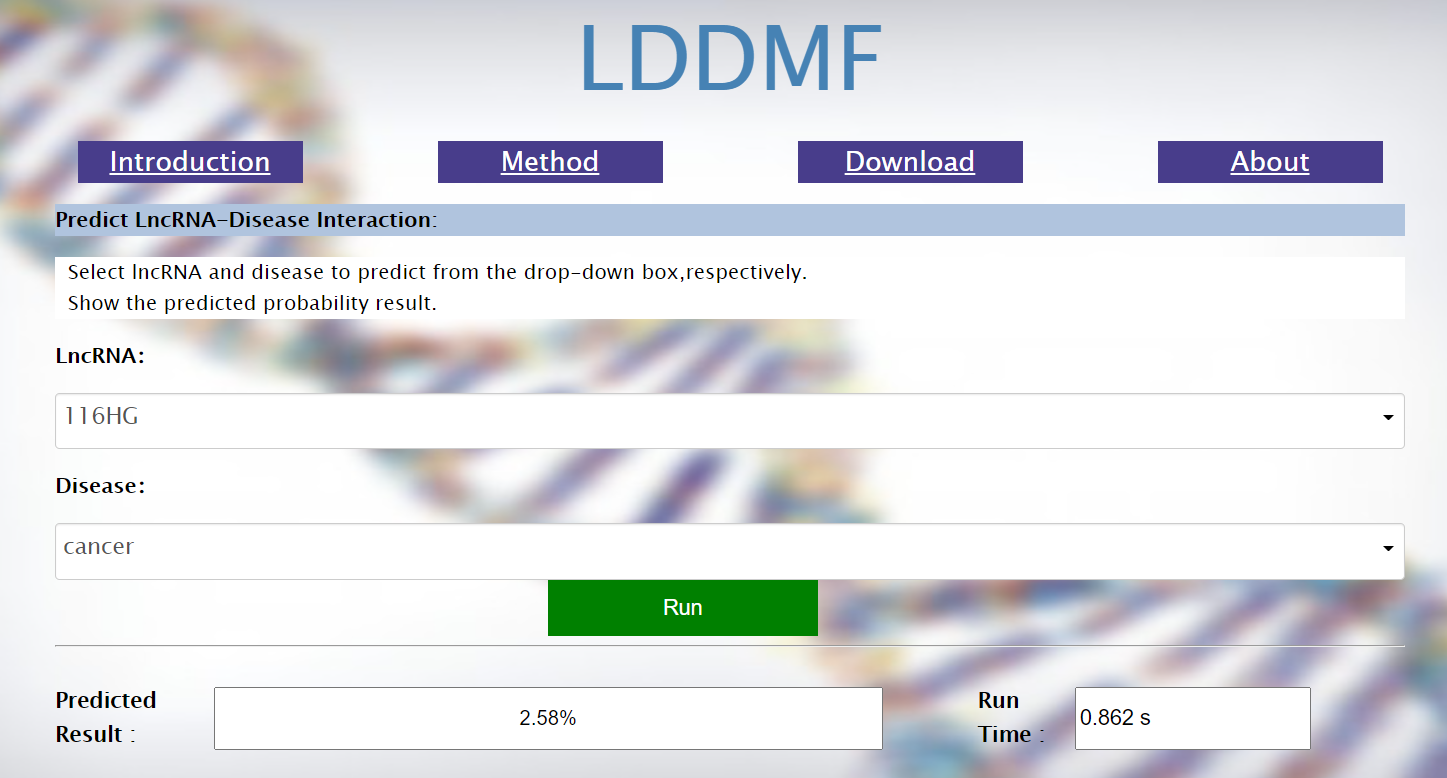 LDDMF
Introduction Method Download About
Predict LncRNA-Disease Interaction:
Select lncRNA and disease to predict from the drop-down box,respectively.
Show the predicted probability result.
LncRNA:
116HG
Disease:
cancer
Run
Predicted
Result :
2.58%
Run
Time :
0.862 s